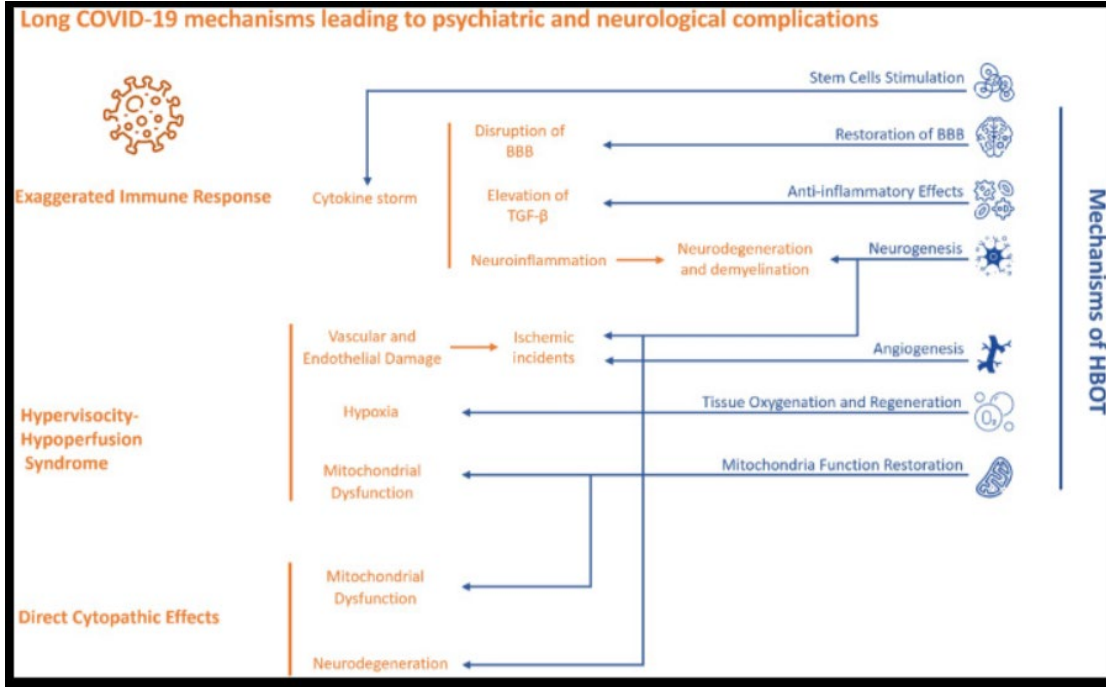 Long COVID-19 mechanisms leading to psychiatric and neurological complications
Stem Cells Stimulation
Disruption of
BBB
Restoration of BBB
Exaggerated Immune Response
Cytokine storm
Elevation of
TGF-β
Anti-inflammatory Effects
Neuroinflammation
Neurodegeneration
and demyelination
Neurogenesis
Vascular and
Endothelial Damage
Ischemic
incidents
Angiogenesis
Hypervisocity-
Hypoperfusion
Syndrome
Hypoxia
Tissue Oxygenation and Regeneration
O₂
Mitochondrial
Dysfunction
Mitochondria Function Restoration
Direct Cytopathic Effects
Mitochondrial
Dysfunction
Neurodegeneration
Mechanisms of HBOT